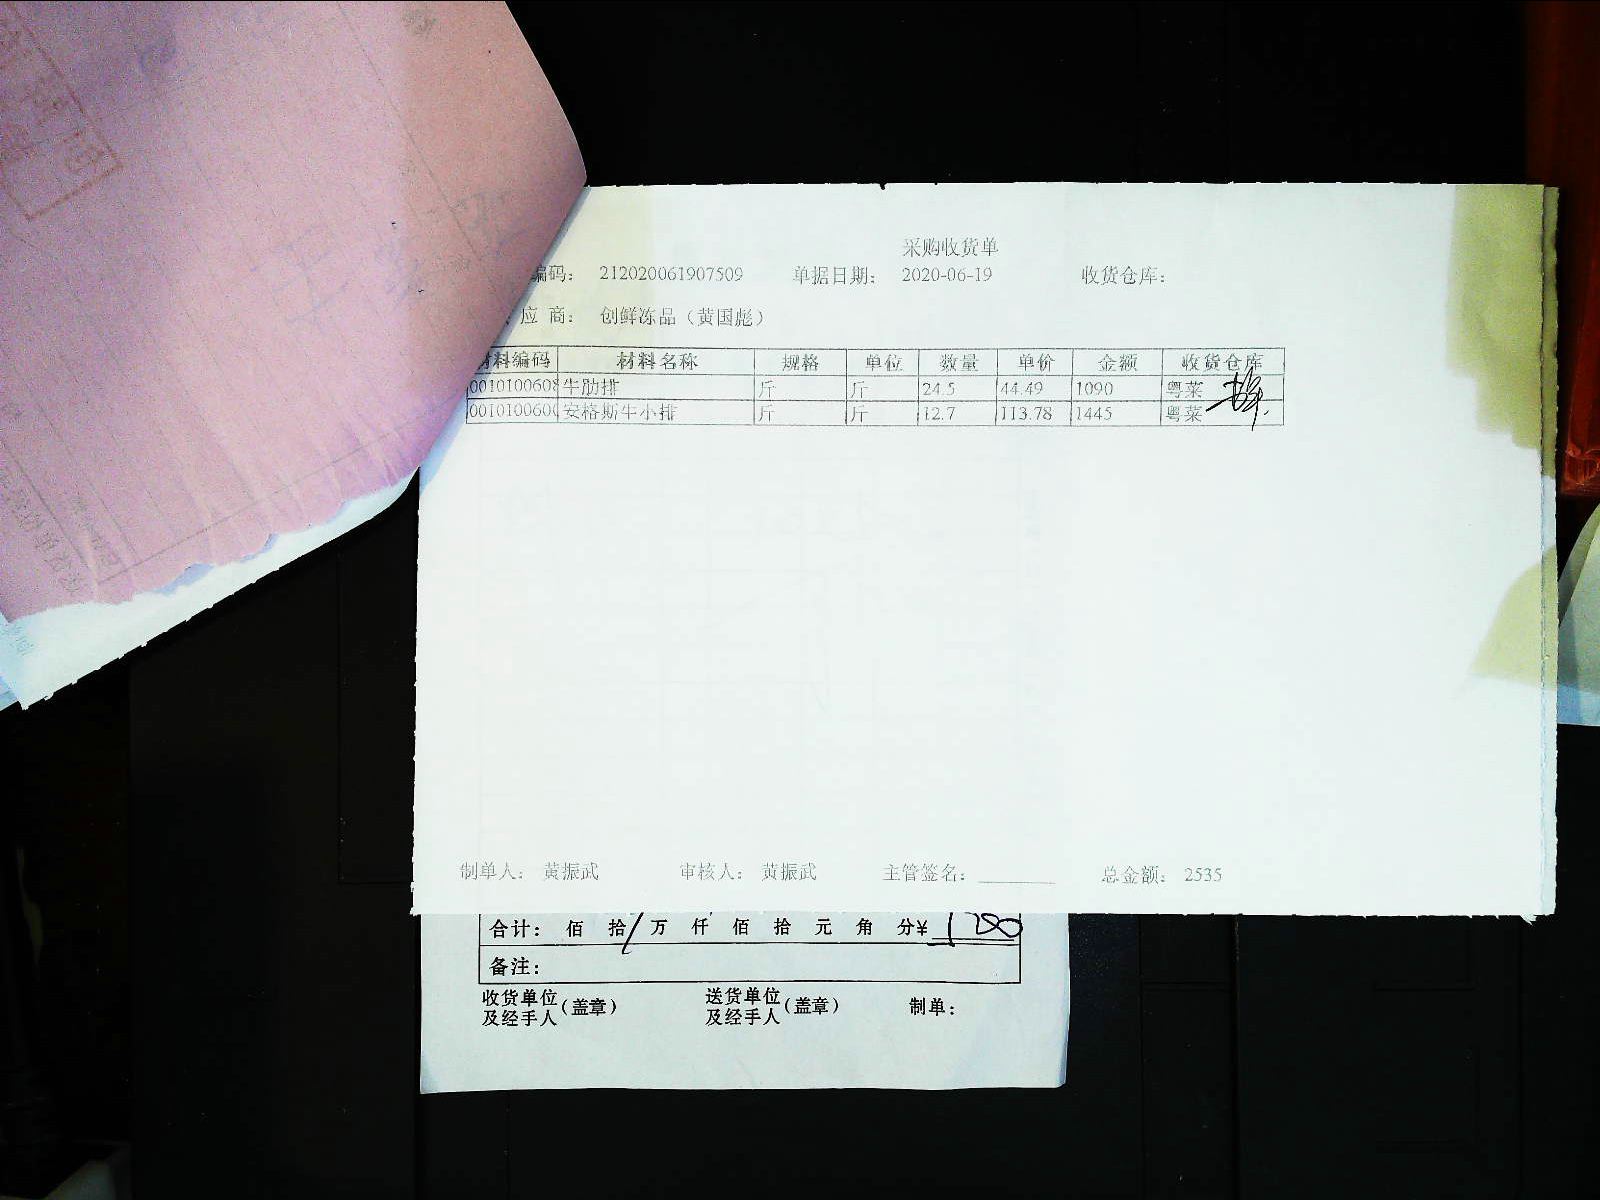 采购收货单
编码： 212020061907509 单据日期： 2020-06-19 收货仓库：
应 商： 创鲜冻品（黄国彪）
材料编码 材料名称 规格 单位 数量 单价 金额 收货仓库
0010100608 牛肋排 斤 斤 24.5 44.49 1090 粤菜
001010060 安格斯牛小排 斤 斤 12.7 113.78 1445 粤菜
制单人： 黄振武 审核人： 黄振武 主管签名： 总金额： 2535
合计： 佰 拾 万 仟 佰 拾 元 角 分¥
备注：
收货单位及经手人（盖章） 送货单位及经手人（盖章） 制单：